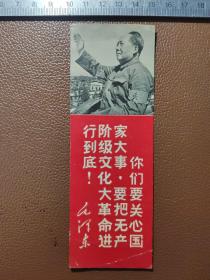 你们要关心国
家大事，要把无产
阶级文化大革命进
行到底！
毛泽东